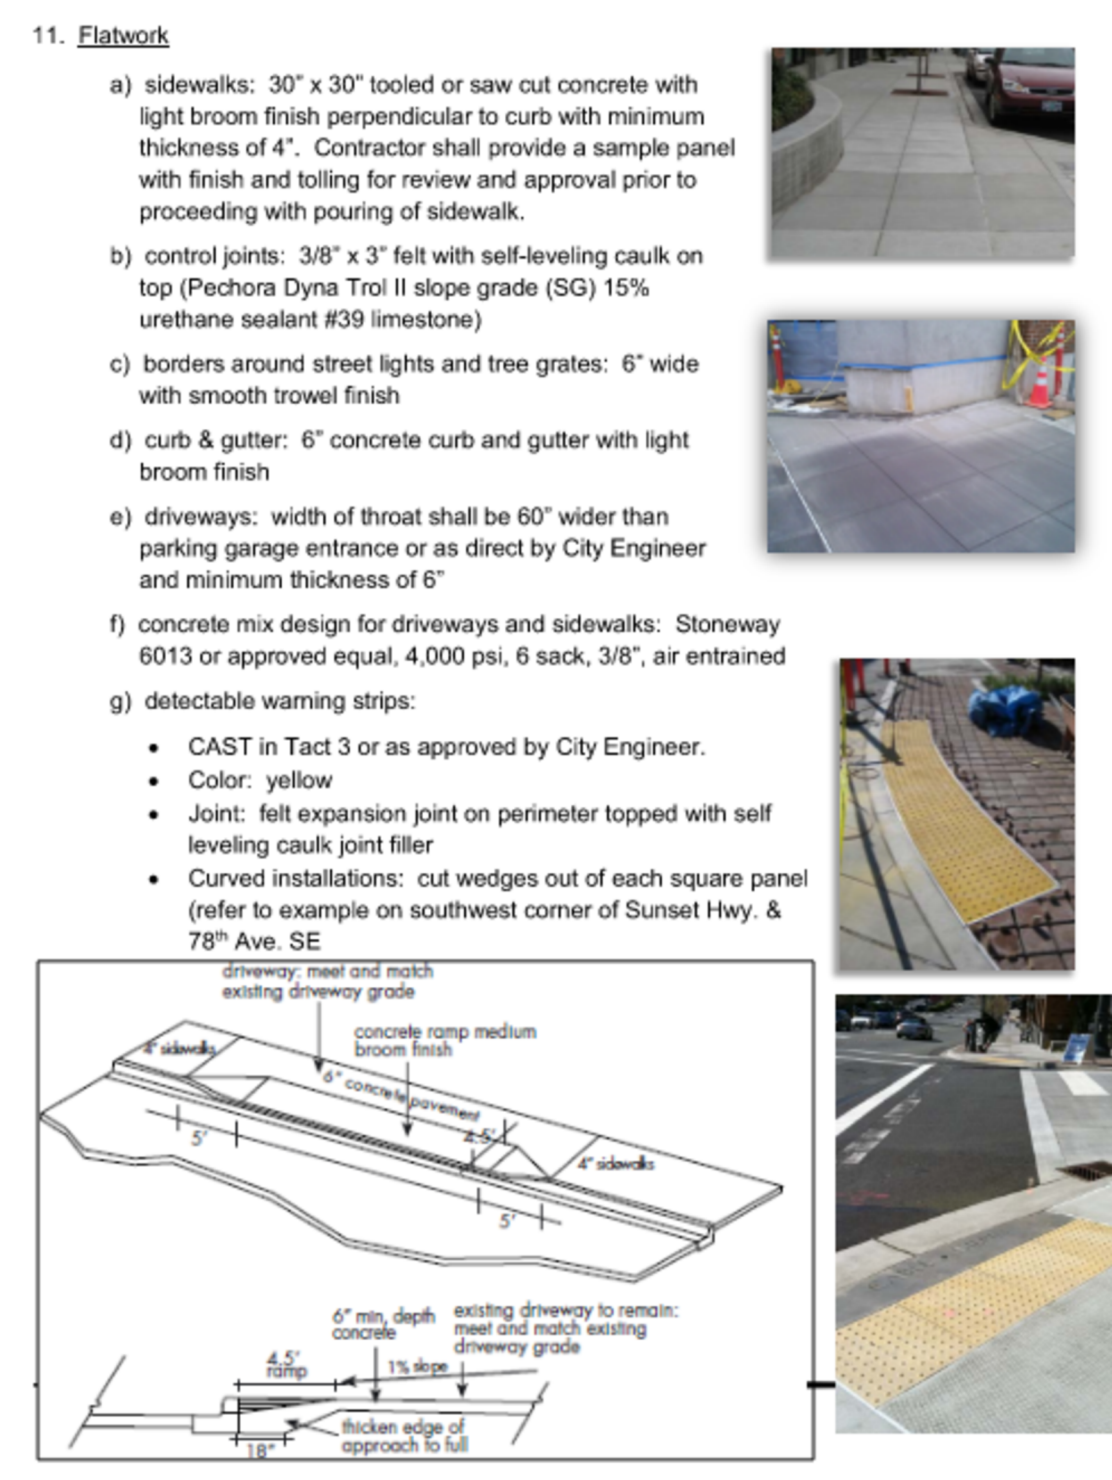 11. Flatwork
a) sidewalks: 30" x 30" tooled or saw cut concrete with
light broom finish perpendicular to curb with minimum
thickness of 4". Contractor shall provide a sample panel
with finish and tolling for review and approval prior to
proceeding with pouring of sidewalk.
b) control joints: 3/8" x 3" felt with self-leveling caulk on
top (Pechora Dyna Trol II slope grade (SG) 15%
urethane sealant #39 limestone)
c) borders around street lights and tree grates: 6" wide
with smooth trowel finish
d) curb & gutter: 6" concrete curb and gutter with light
broom finish
e) driveways: width of throat shall be 60" wider than
parking garage entrance or as direct by City Engineer
and minimum thickness of 6"
f) concrete mix design for driveways and sidewalks: Stoneway
6013 or approved equal, 4,000 psi, 6 sack, 3/8", air entrained
g) detectable warning strips:
• CAST in Tact 3 or as approved by City Engineer.
• Color: yellow
• Joint: felt expansion joint on perimeter topped with self
leveling caulk joint filler
• Curved installations: cut wedges out of each square panel
(refer to example on southwest corner of Sunset Hwy. &
78th Ave. SE
driveway: meet and match
existing driveway grade
concrete ramp medium
broom finish
4" sidewalks
6" concrete pavement
4.5'
5'
4" sidewalks
5'
6" min, depth
concrete
existing driveway to remain:
meet and match existing
driveway grade
4.5'
ramp
1% slope
thicken edge of
approach to full
18"